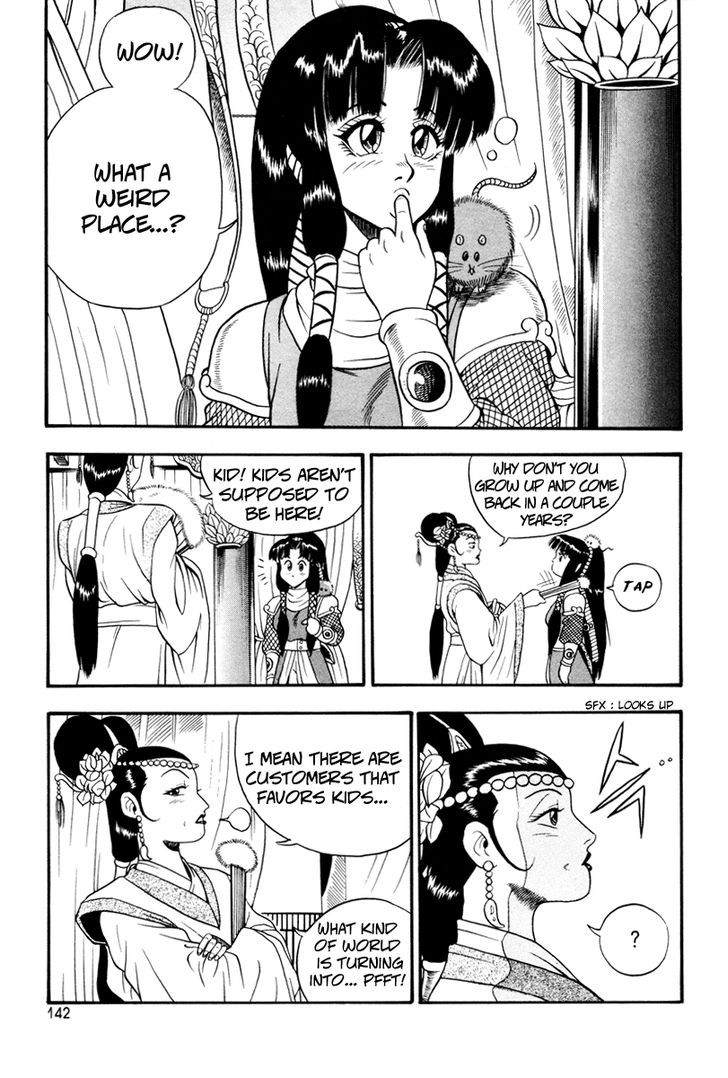 WOW!
WHAT A
WEIRD
PLACE...?
KID! KIDS AREN'T
SUPPOSED TO
BE HERE!
WHY DON'T YOU
GROW UP AND COME
BACK IN A COUPLE
YEARS?
TAP
SFX : LOOKS UP
I MEAN THERE ARE
CUSTOMERS THAT
FAVORS KIDS...
WHAT KIND
OF WORLD
IS TURNING
INTO... PFFT!
?
142